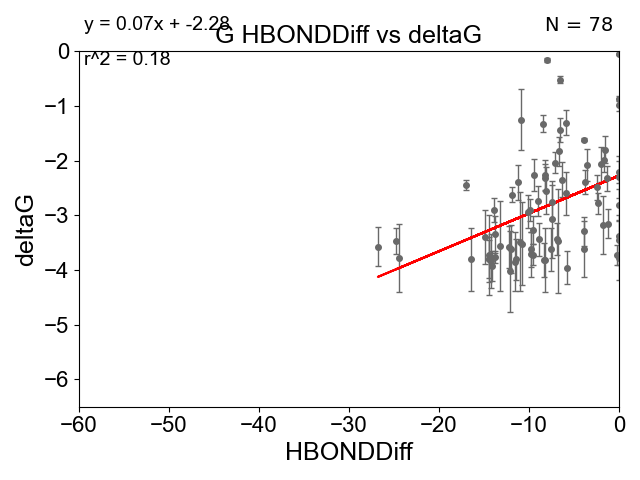 y = 0.07x + -2.28
N = 78
G HBONDDiff vs deltaG
r^2 = 0.18
deltaG
0
−1
−2
−3
−4
−5
−6
−60 −50 −40 −30 −20 −10 0
HBONDDiff